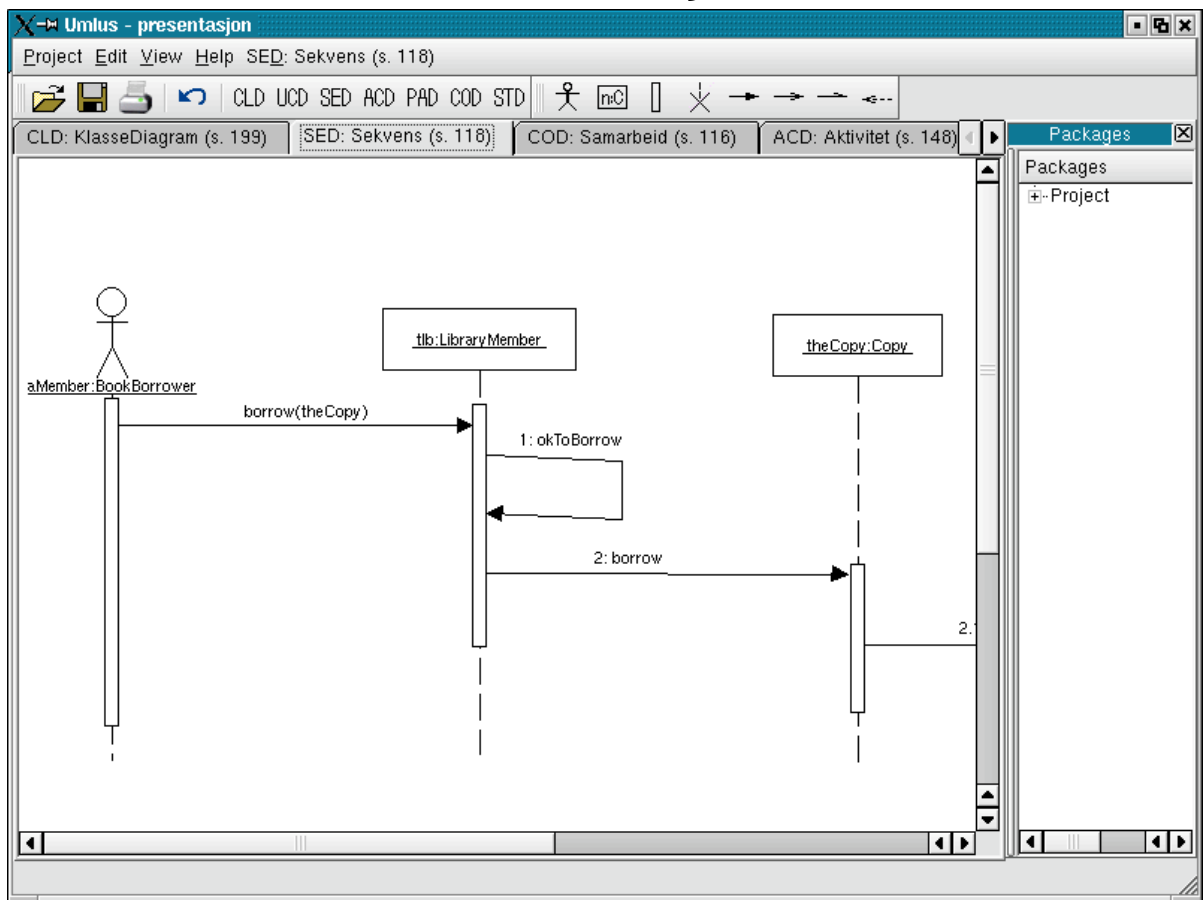 Umlus - presentasjon
Project Edit View Help SED: Sekvens (s. 118)
CLD UCD SED ACD PAD COD STD n:C
CLD: KlasseDiagram (s. 199) SED: Sekvens (s. 118) COD: Samarbeid (s. 116) ACD: Aktivitet (s. 148) Packages
Packages
Project
tlb:LibraryMember
theCopy:Copy
aMember:BookBorrower
borrow(theCopy)
1: okToBorrow
2: borrow
2.